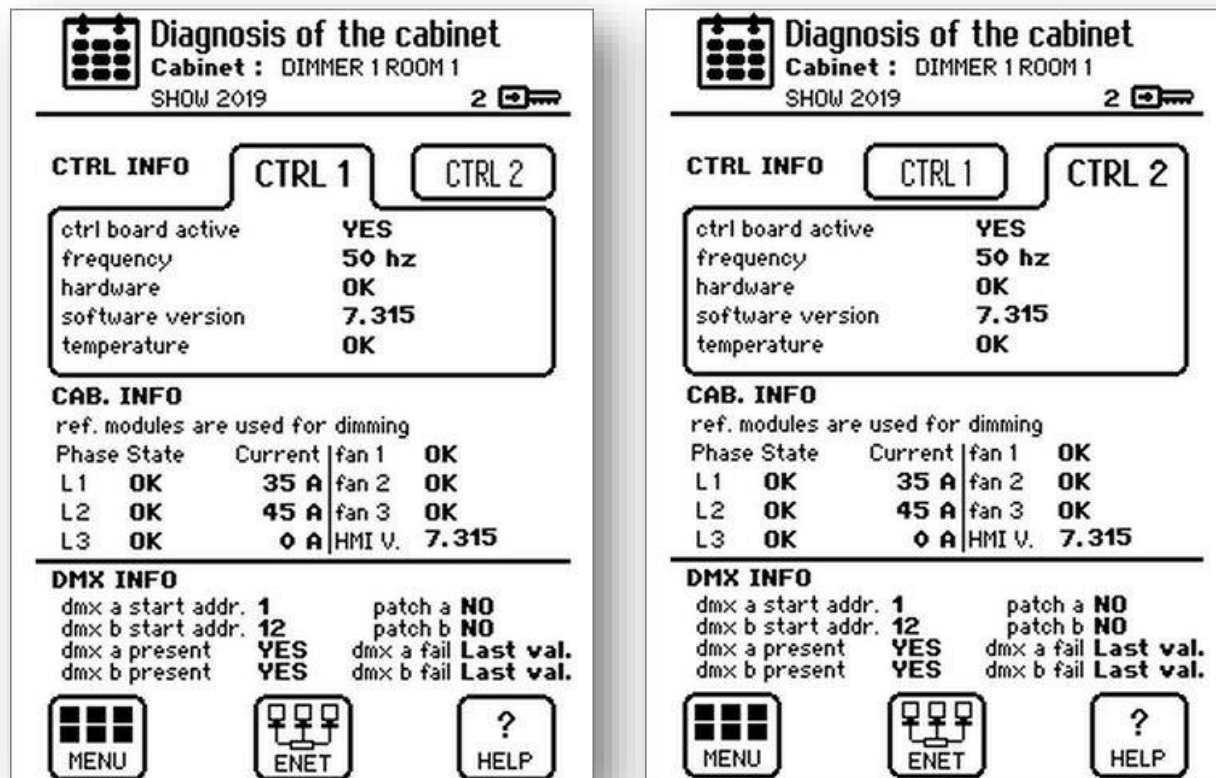 Diagnosis of the cabinet
Cabinet : DIMMER 1 ROOM 1
SHOW 2019 2
CTRL INFO CTRL 1 CTRL 2
ctrl board active YES
frequency 50 hz
hardware OK
software version 7.315
temperature OK
CAB. INFO
ref. modules are used for dimming
Phase State Current fan 1 OK
L1 OK 35 A fan 2 OK
L2 OK 45 A fan 3 OK
L3 OK 0 A HMI V. 7.315
DMX INFO
dmx a start addr. 1 patch a NO
dmx b start addr. 12 patch b NO
dmx a present YES dmx a fail Last val.
dmx b present YES dmx b fail Last val.
MENU ENET ? HELP
Diagnosis of the cabinet
Cabinet : DIMMER 1 ROOM 1
SHOW 2019 2
CTRL INFO CTRL 1 CTRL 2
ctrl board active YES
frequency 50 hz
hardware OK
software version 7.315
temperature OK
CAB. INFO
ref. modules are used for dimming
Phase State Current fan 1 OK
L1 OK 35 A fan 2 OK
L2 OK 45 A fan 3 OK
L3 OK 0 A HMI V. 7.315
DMX INFO
dmx a start addr. 1 patch a NO
dmx b start addr. 12 patch b NO
dmx a present YES dmx a fail Last val.
dmx b present YES dmx b fail Last val.
MENU ENET ? HELP